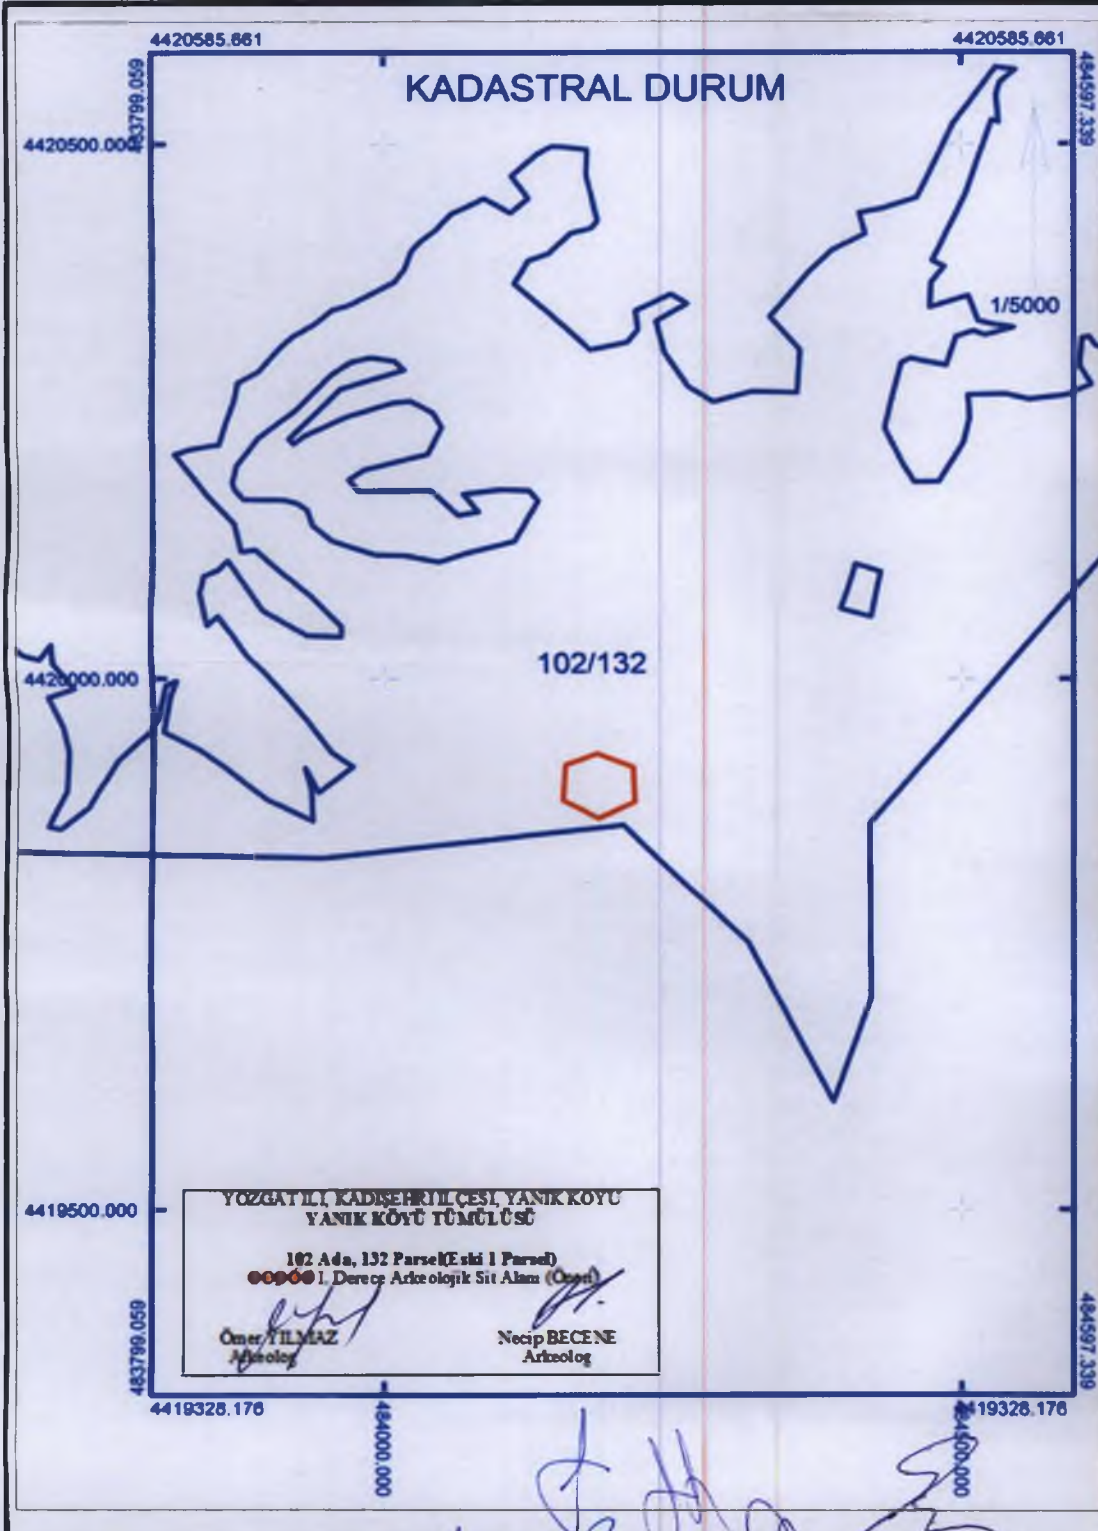 4420585.661
4420585.661
483799.059
484597.339
KADASTRAL DURUM
4420500.000
1/5000
102/132
4420000.000
4419500.000
YOZGAT İLİ, KADIŞEHRİ İLÇESİ, YANIK KÖYÜ
YANIK KÖYÜ TÜMÜLÜSÜ
102 Ada, 132 Parsel(Eski 1 Parsel)
I. Derece Arkeolojik Sit Alanı (Öneri)
Ömer YILMAZ
Arkeolog
Necip BECENE
Arkeolog
483799.059
484597.339
4419328.176
4419328.176
484000.000
484500.000